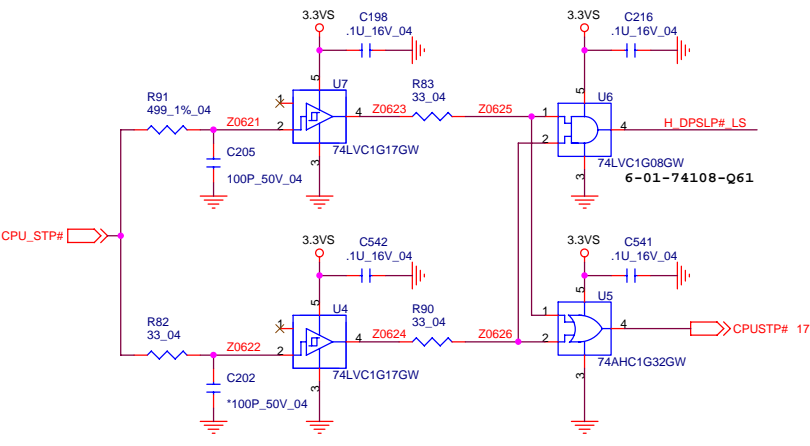 3.3VS
C198
.1U_16V_04
5
U7
R91
499_1%_04
Z0621
1
2
4
Z0623
R83
33_04
Z0625
3
74LVC1G17GW
C205
100P_50V_04
3.3VS
C216
.1U_16V_04
5
U6
1
2
4
H_DPSLP#_LS
3
74LVC1G08GW
6-01-74108-Q61
CPU_STP#
3.3VS
C542
.1U_16V_04
5
U4
R82
33_04
Z0622
1
2
4
Z0624
R90
33_04
Z0626
3
74LVC1G17GW
C202
*100P_50V_04
3.3VS
C541
.1U_16V_04
5
U5
1
2
4
CPUSTP# 17
3
74AHC1G32GW